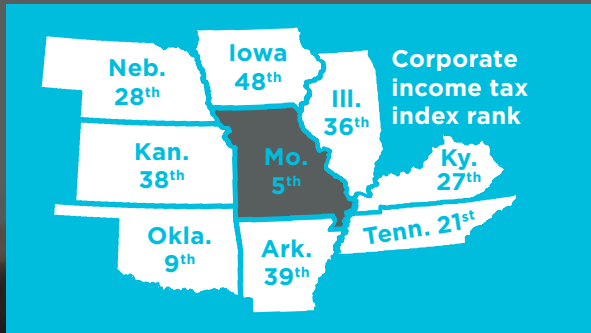 Corporate
income tax
index rank
Neb.
28th
Iowa
48th
Ill.
36th
Kan.
38th
Mo.
5th
Ky.
27th
Okla.
9th
Ark.
39th
Tenn. 21st